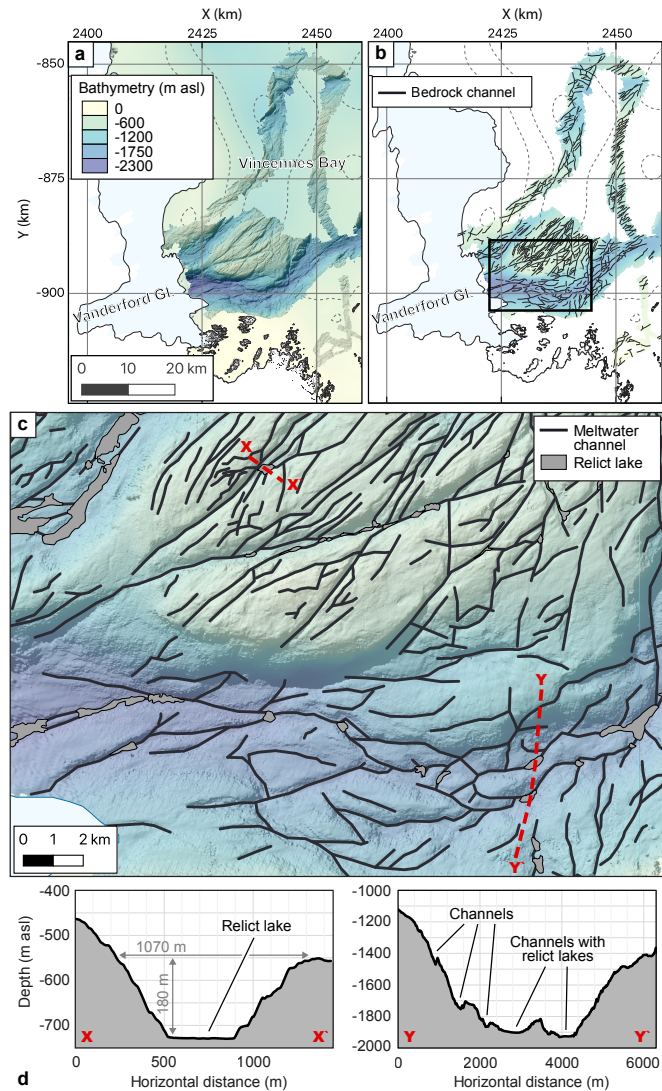 X (km)
2400
2425
2450
a
Bathymetry (m asl)
0
-600
-1200
-1750
-2300
Vincennes Bay
Vanderford Gl.
0
10
20 km
Y (km)
-850
-875
-900
X (km)
2400
2425
2450
b
Bedrock channel
Vanderford Gl.
c
Meltwater
channel
Relict lake
X
X`
Y
Y`
0 1 2 km
Depth (m asl)
-400
-500
-600
-700
Relict lake
1070 m
180 m
X
X`
0
500
1000
Horizontal distance (m)
-1000
-1200
-1400
-1600
-1800
-2000
Channels
Channels with
relict lakes
Y
Y`
0
2000
4000
6000
Horizontal distance (m)
d